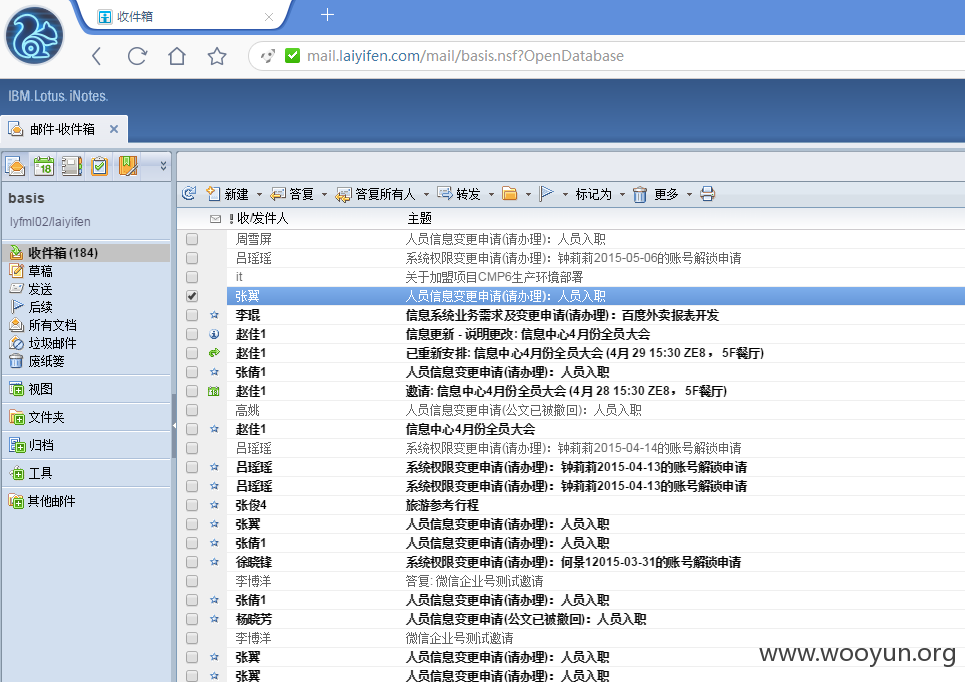 收件箱
mail.laiyifen.com/mail/basis.nsf?OpenDatabase
IBM.Lotus.iNotes.
邮件-收件箱
18
basis
lyfml02/laiyifen
收件箱 (184)
草稿
发送
后续
所有文档
垃圾邮件
废纸篓
视图
文件夹
归档
工具
其他邮件
新建 答复 答复所有人 转发 标记为 更多
! 收/发件人 主题
周雪屏 人员信息变更申请(请办理)：人员入职
吕瑶瑶 系统权限变更申请(请办理)：钟莉莉2015-05-06的账号解锁申请
it 关于加盟项目CMP6生产环境部署
张翼 人员信息变更申请(请办理)：人员入职
李琨 信息系统业务需求及变更申请(请办理)：百度外卖报表开发
赵佳1 信息更新 - 说明更改: 信息中心4月份全员大会
赵佳1 已重新安排: 信息中心4月份全员大会 (4月 29 15:30 ZE8， 5F餐厅)
张倩1 人员信息变更申请(请办理)：人员入职
赵佳1 邀请: 信息中心4月份全员大会 (4月 28 15:30 ZE8， 5F餐厅)
高姚 人员信息变更申请(公文已被撤回)：人员入职
赵佳1 信息中心4月份全员大会
吕瑶瑶 系统权限变更申请(请办理)：钟莉莉2015-04-14的账号解锁申请
吕瑶瑶 系统权限变更申请(请办理)：钟莉莉2015-04-13的账号解锁申请
吕瑶瑶 系统权限变更申请(请办理)：钟莉莉2015-04-13的账号解锁申请
张俊4 旅游参考行程
张翼 人员信息变更申请(请办理)：人员入职
张倩1 人员信息变更申请(请办理)：人员入职
徐晓锋 系统权限变更申请(请办理)：何景12015-03-31的账号解锁申请
李博洋 答复: 微信企业号测试邀请
张倩1 人员信息变更申请(请办理)：人员入职
杨晓芳 人员信息变更申请(公文已被撤回)：人员入职
李博洋 微信企业号测试邀请
张翼 人员信息变更申请(请办理)：人员入职
张翼 人员信息变更申请(请办理)：人员入职
www.wooyun.org